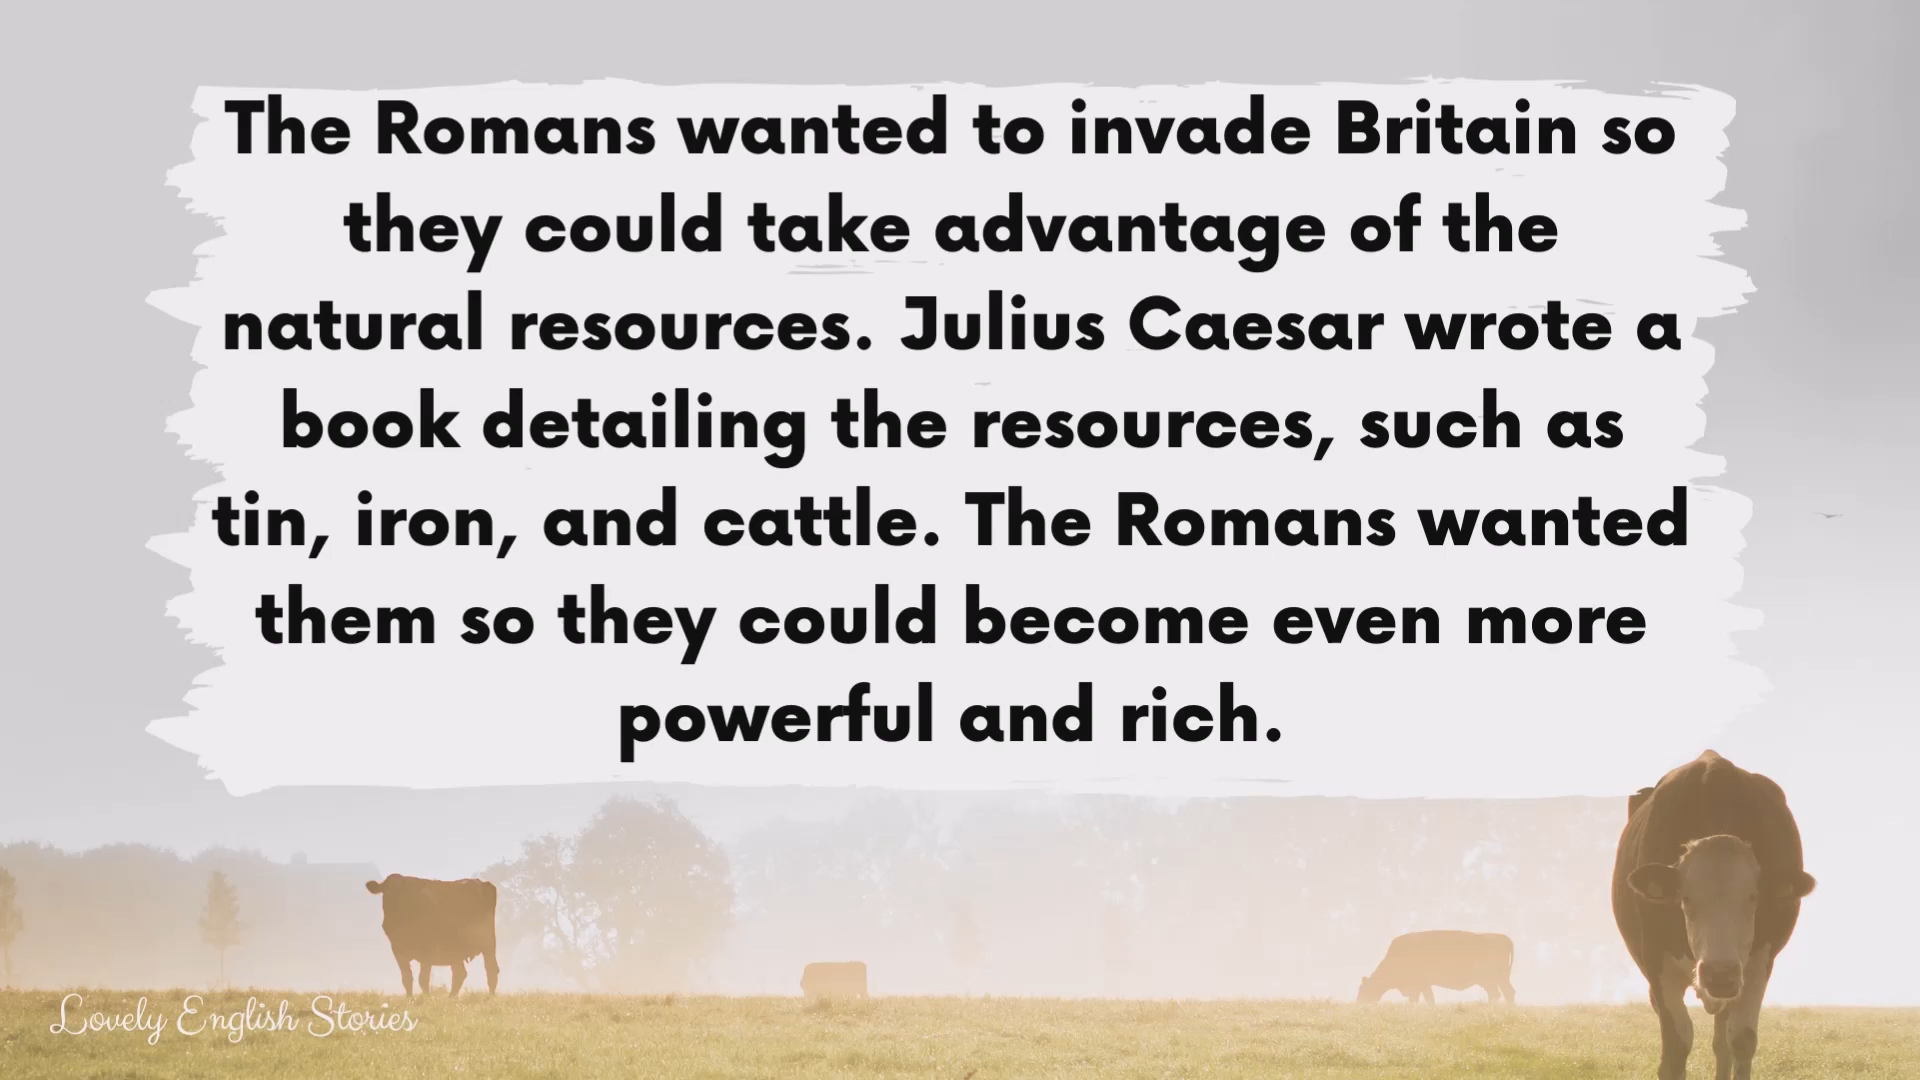 The Romans wanted to invade Britain so
they could take advantage of the
natural resources. Julius Caesar wrote a
book detailing the resources, such as
tin, iron, and cattle. The Romans wanted
them so they could become even more
powerful and rich.
Lovely English Stories